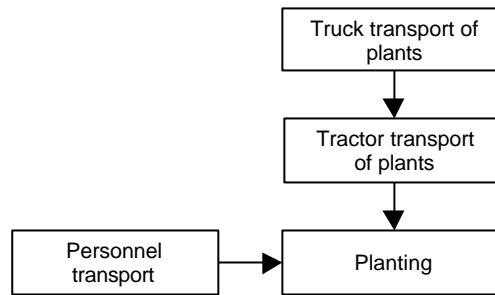 Truck transport of
plants
Tractor transport
of plants
Personnel
transport
Planting